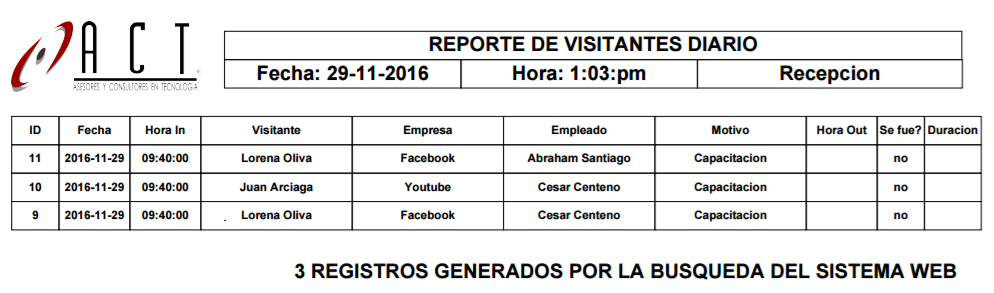 ACT
ASESORES Y CONSULTORES EN TECNOLOGIA
REPORTE DE VISITANTES DIARIO
Fecha: 29-11-2016 Hora: 1:03:pm Recepcion
ID Fecha Hora In Visitante Empresa Empleado Motivo Hora Out Se fue? Duracion
11 2016-11-29 09:40:00 Lorena Oliva Facebook Abraham Santiago Capacitacion no
10 2016-11-29 09:40:00 Juan Arciaga Youtube Cesar Centeno Capacitacion no
9 2016-11-29 09:40:00 . Lorena Oliva Facebook Cesar Centeno Capacitacion no
3 REGISTROS GENERADOS POR LA BUSQUEDA DEL SISTEMA WEB